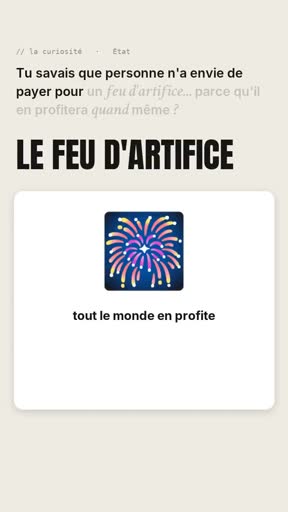 // la curiosité · État
Tu savais que personne n'a envie de
payer pour un feu d'artifice... parce qu'il
en profitera quand même ?
LE FEU D'ARTIFICE
tout le monde en profite